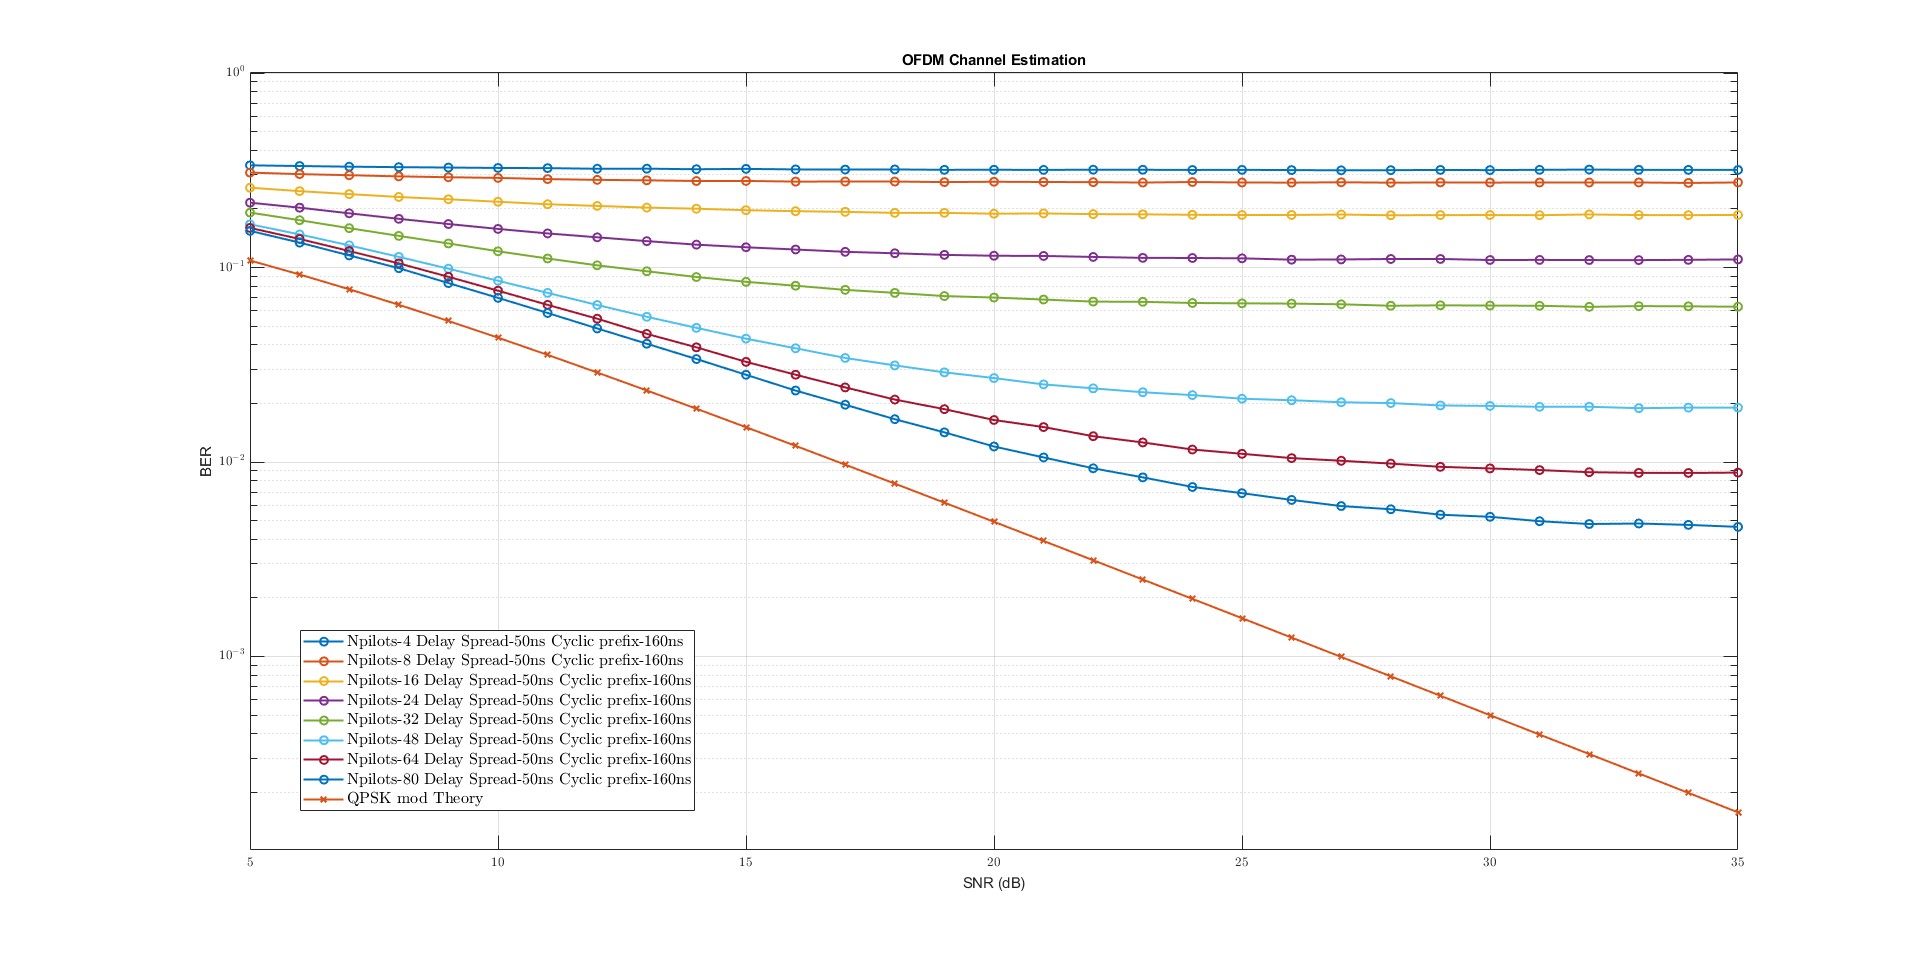 OFDM Channel Estimation
10^0
10^-1
10^-2
10^-3
BER
Npilots-4 Delay Spread-50ns Cyclic prefix-160ns
Npilots-8 Delay Spread-50ns Cyclic prefix-160ns
Npilots-16 Delay Spread-50ns Cyclic prefix-160ns
Npilots-24 Delay Spread-50ns Cyclic prefix-160ns
Npilots-32 Delay Spread-50ns Cyclic prefix-160ns
Npilots-48 Delay Spread-50ns Cyclic prefix-160ns
Npilots-64 Delay Spread-50ns Cyclic prefix-160ns
Npilots-80 Delay Spread-50ns Cyclic prefix-160ns
QPSK mod Theory
5 10 15 20 25 30 35
SNR (dB)